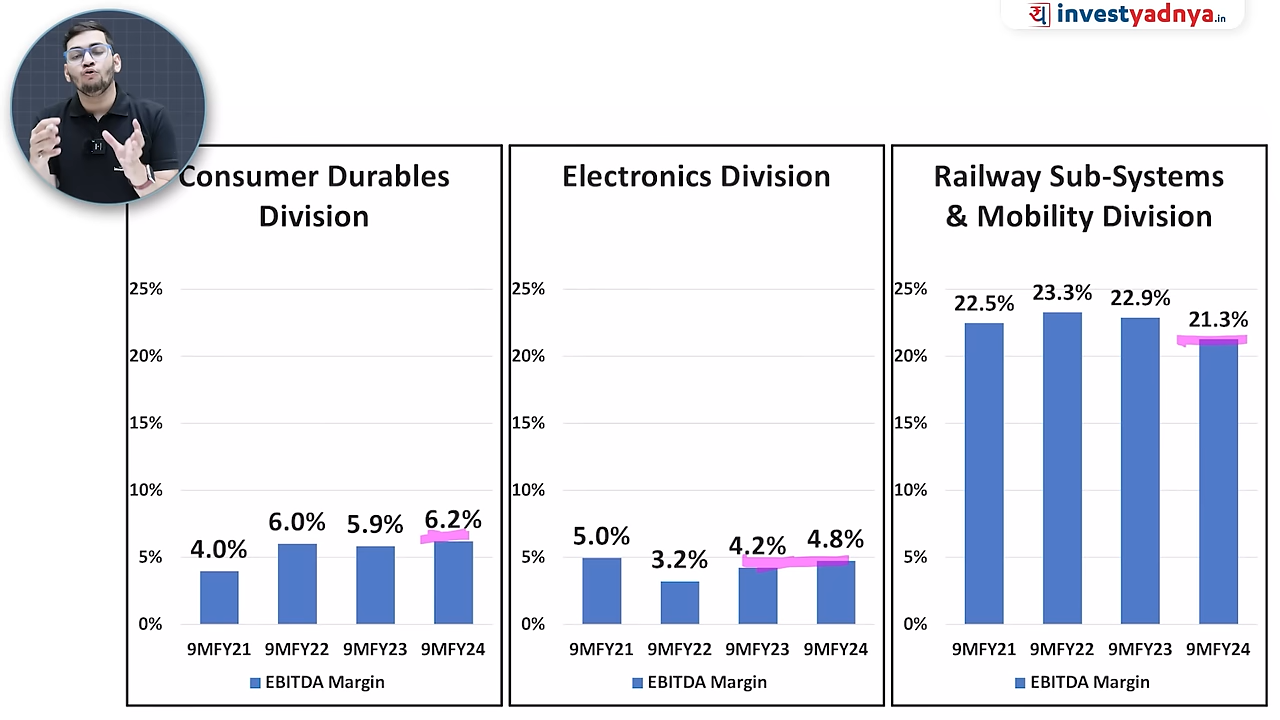 य investyadnya.in
Consumer Durables
Division
25%
20%
15%
10%
5%
0%
4.0%
6.0%
5.9%
6.2%
9MFY21 9MFY22 9MFY23 9MFY24
EBITDA Margin
Electronics Division
25%
20%
15%
10%
5%
0%
5.0%
3.2%
4.2%
4.8%
9MFY21 9MFY22 9MFY23 9MFY24
EBITDA Margin
Railway Sub-Systems
& Mobility Division
25%
20%
15%
10%
5%
0%
22.5%
23.3%
22.9%
21.3%
9MFY21 9MFY22 9MFY23 9MFY24
EBITDA Margin